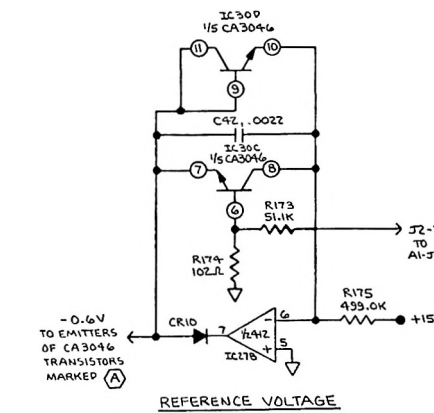 IC30D
1/5 CA3046
11
10
9
C42, .0022
IC30C
1/5 CA3046
7
8
6
R173
51.1K
J2-
TO
A1-J
R174
102Ω
R175
499.0K
+15
-0.6V
TO EMITTERS
OF CA3046
TRANSISTORS
MARKED A
CR10
7
1/2 412
IC27B
- 6
+ 5
REFERENCE VOLTAGE